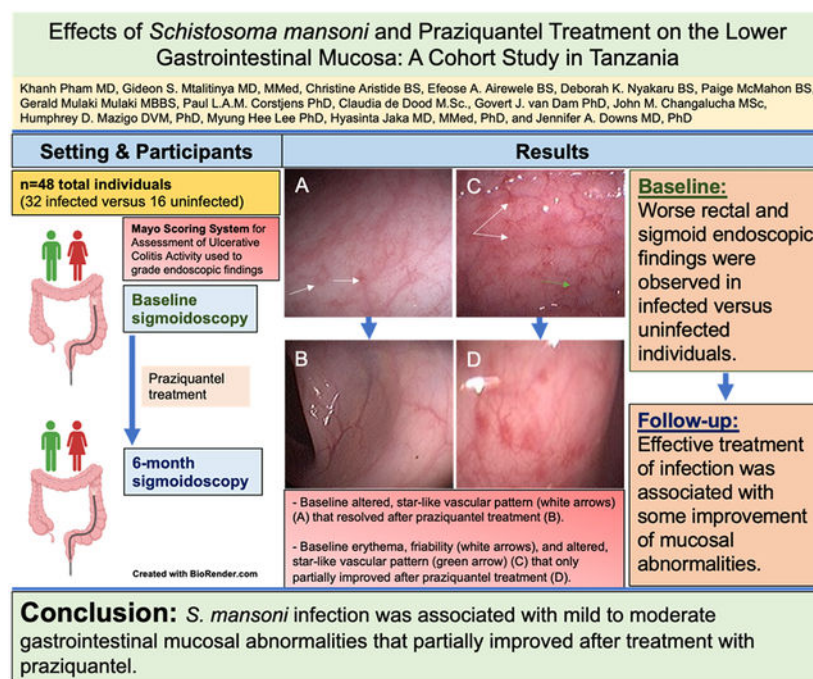 Effects of Schistosoma mansoni and Praziquantel Treatment on the Lower
Gastrointestinal Mucosa: A Cohort Study in Tanzania
Khanh Pham MD, Gideon S. Mtalitinya MD, MMed, Christine Aristide BS, Efeose A. Airewele BS, Deborah K. Nyakaru BS, Paige McMahon BS,
Gerald Mulaki Mulaki MBBS, Paul L.A.M. Corstjens PhD, Claudia de Dood M.Sc., Govert J. van Dam PhD, John M. Changalucha MSc,
Humphrey D. Mazigo DVM, PhD, Myung Hee Lee PhD, Hyasinta Jaka MD, MMed, PhD, and Jennifer A. Downs MD, PhD
Setting & Participants
n=48 total individuals
(32 infected versus 16 uninfected)
Mayo Scoring System for
Assessment of Ulcerative
Colitis Activity used to
grade endoscopic findings
Baseline
sigmoidoscopy
Praziquantel
treatment
6-month
sigmoidoscopy
Created with BioRender.com
Results
A
C
B
D
- Baseline altered, star-like vascular pattern (white arrows)
(A) that resolved after praziquantel treatment (B).
- Baseline erythema, friability (white arrows), and altered,
star-like vascular pattern (green arrow) (C) that only
partially improved after praziquantel treatment (D).
Baseline:
Worse rectal and
sigmoid endoscopic
findings were
observed in
infected versus
uninfected
individuals.
Follow-up:
Effective treatment
of infection was
associated with
some improvement
of mucosal
abnormalities.
Conclusion: S. mansoni infection was associated with mild to moderate
gastrointestinal mucosal abnormalities that partially improved after treatment with
praziquantel.